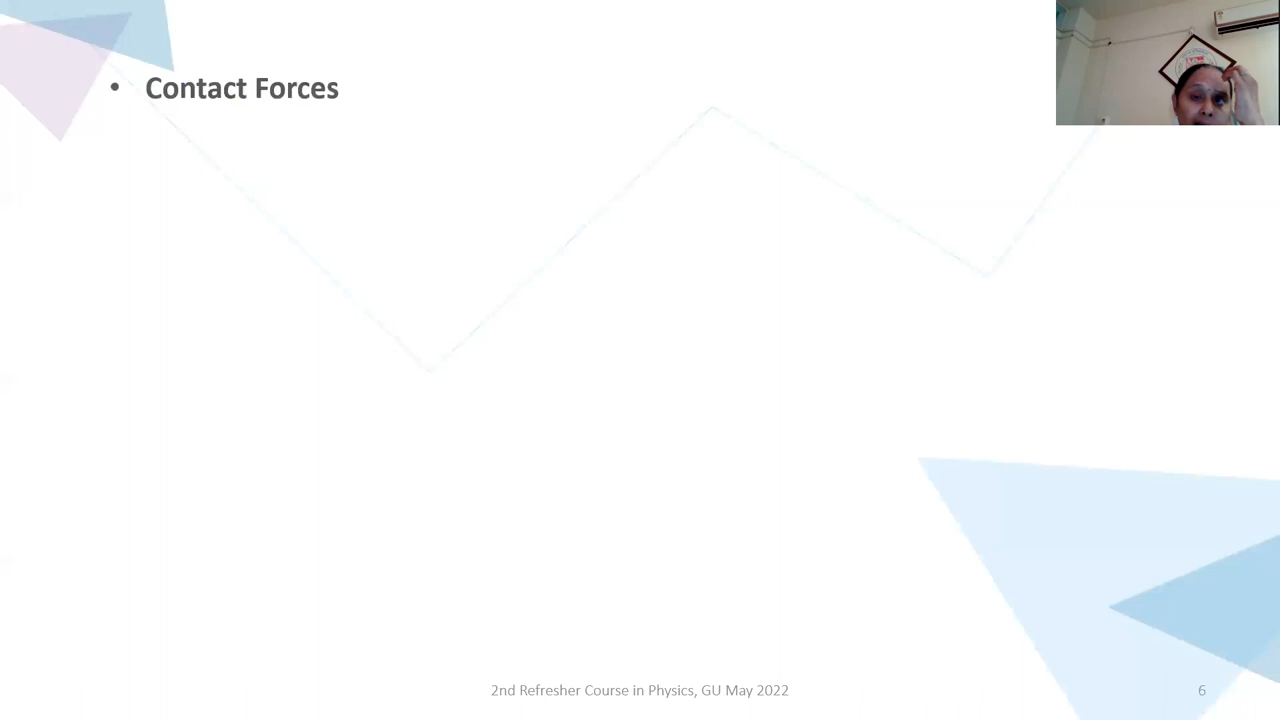 • Contact Forces
2nd Refresher Course in Physics, GU May 2022
6